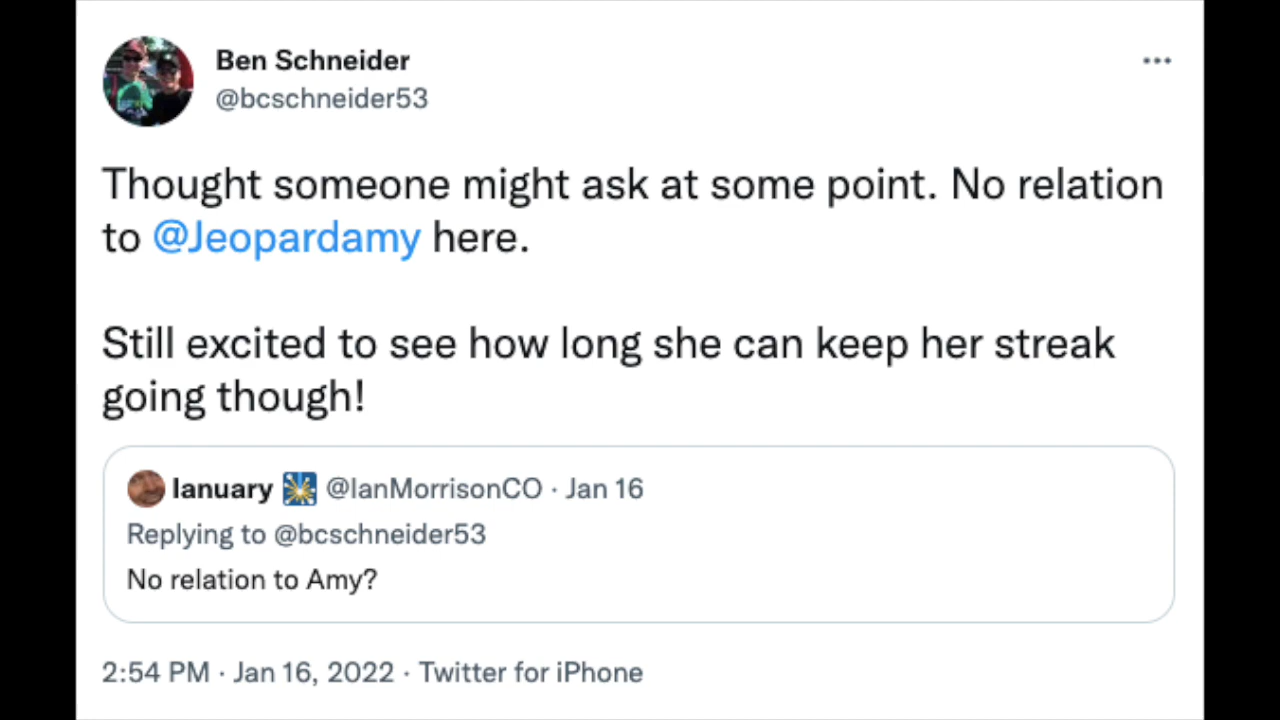 Ben Schneider
@bcschneider53
Thought someone might ask at some point. No relation
to @Jeopardamy here.
Still excited to see how long she can keep her streak
going though!
Ianuary 🎇 @IanMorrisonCO · Jan 16
Replying to @bcschneider53
No relation to Amy?
2:54 PM · Jan 16, 2022 · Twitter for iPhone